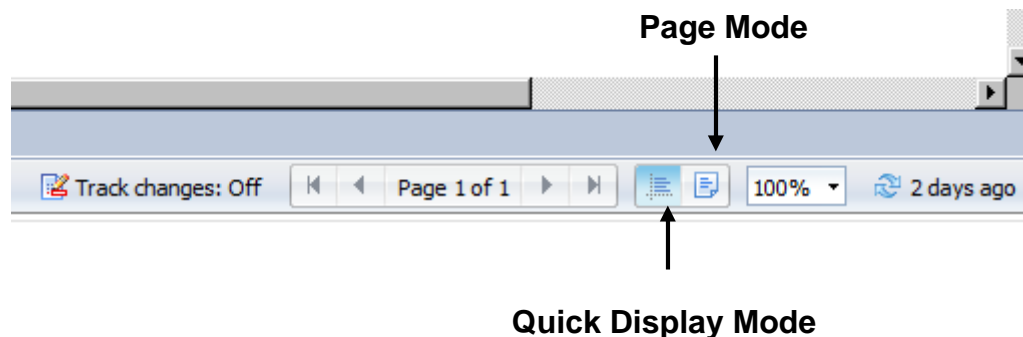 Page Mode
Track changes: Off Page 1 of 1 100% 2 days ago
Quick Display Mode